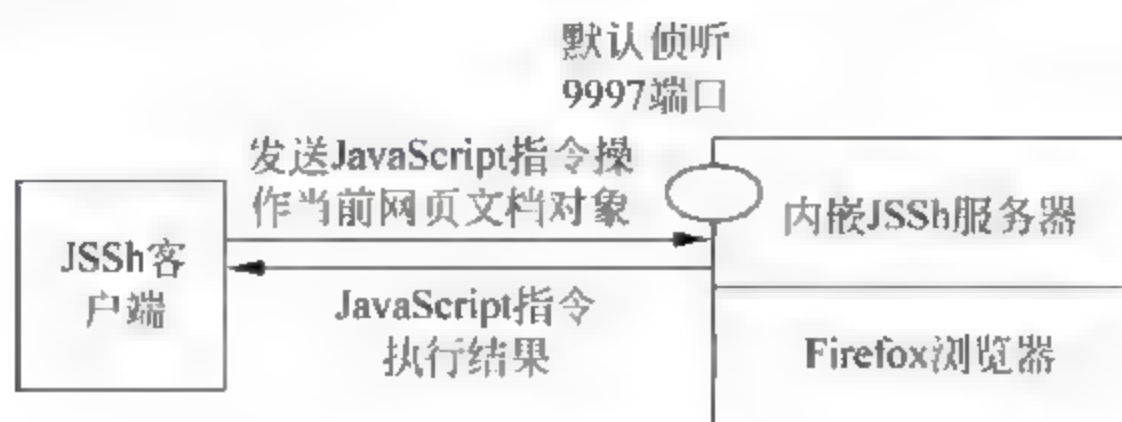 默认侦听
9997端口
发送JavaScript指令操
作当前网页文档对象
内嵌JSSh服务器
JSSh客
户端
JavaScript指令
执行结果
Firefox浏览器